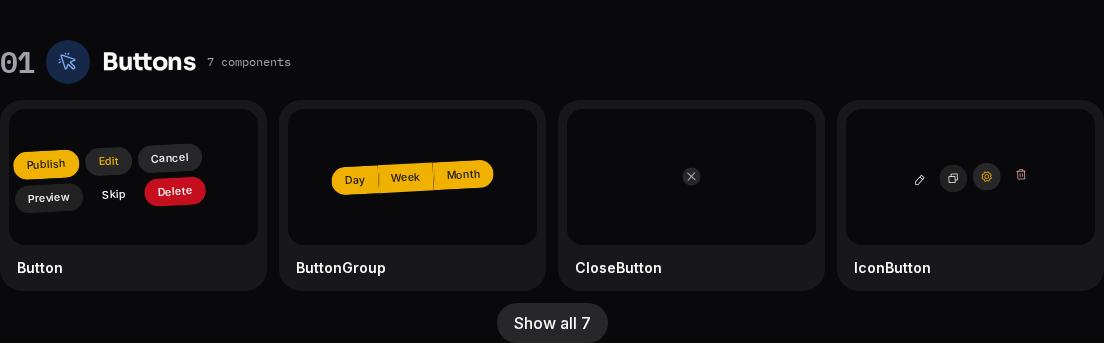 01 Buttons 7 components
Publish Edit Cancel
Preview Skip Delete
Day Week Month
Button
ButtonGroup
CloseButton
IconButton
Show all 7